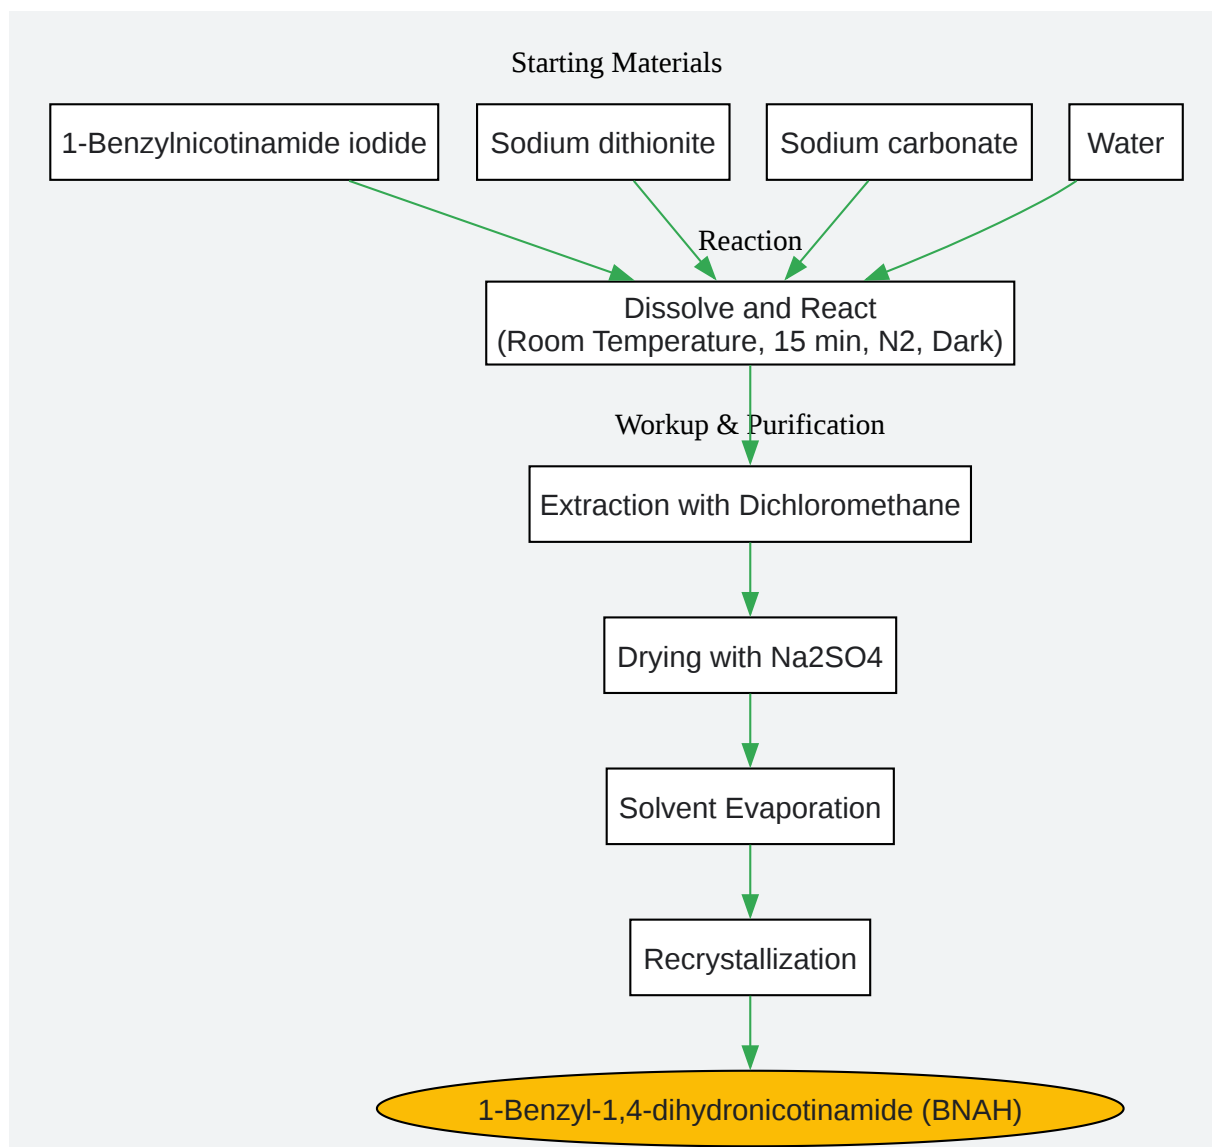 Starting Materials
1-Benzylnicotinamide iodide
Sodium dithionite
Sodium carbonate
Water
Reaction
Dissolve and React
(Room Temperature, 15 min, N2, Dark)
Workup & Purification
Extraction with Dichloromethane
Drying with Na2SO4
Solvent Evaporation
Recrystallization
1-Benzyl-1,4-dihydronicotinamide (BNAH)